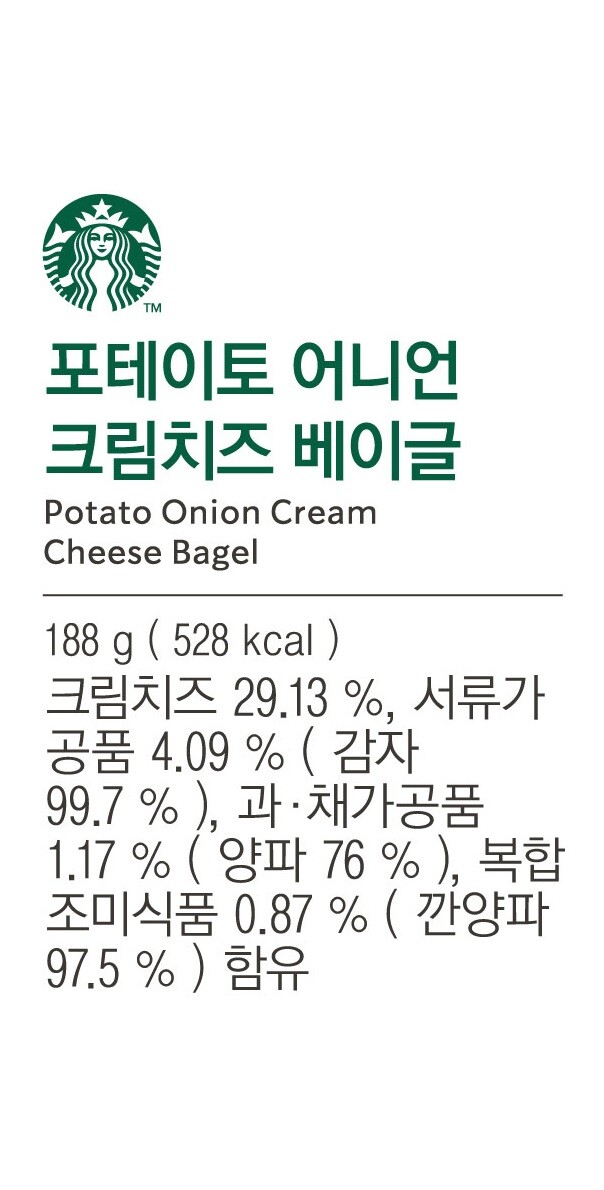 TM
포테이토 어니언
크림치즈 베이글
Potato Onion Cream
Cheese Bagel
188 g ( 528 kcal )
크림치즈 29.13 %, 서류가
공품 4.09 % ( 감자
99.7 % ), 과·채가공품
1.17 % ( 양파 76 % ), 복합
조미식품 0.87 % ( 깐양파
97.5 % ) 함유